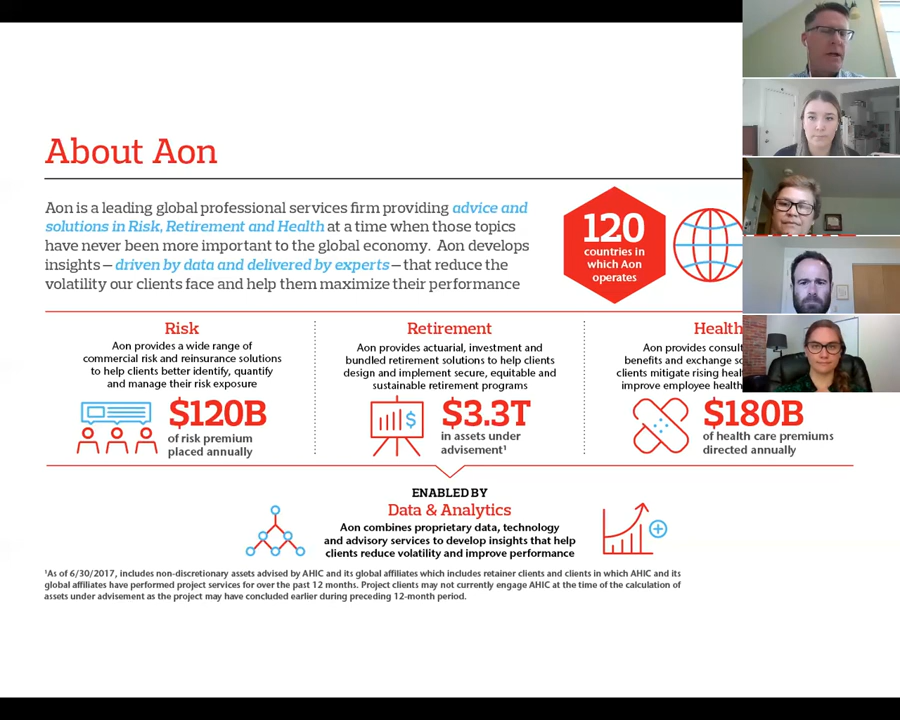 About Aon
Aon is a leading global professional services firm providing advice and
solutions in Risk, Retirement and Health at a time when those topics
have never been more important to the global economy. Aon develops
insights – driven by data and delivered by experts – that reduce the
volatility our clients face and help them maximize their performance
120
countries in
which Aon
operates
Risk
Aon provides a wide range of
commercial risk and reinsurance solutions
to help clients better identify, quantify
and manage their risk exposure
$120B
of risk premium
placed annually
Retirement
Aon provides actuarial, investment and
bundled retirement solutions to help clients
design and implement secure, equitable and
sustainable retirement programs
$3.3T
in assets under
advisement¹
Health
Aon provides
benefits and exchange
clients mitigate rising
improve employee health
$180B
of health care premiums
directed annually
ENABLED BY
Data & Analytics
Aon combines proprietary data, technology
and advisory services to develop insights that help
clients reduce volatility and improve performance
¹As of 6/30/2017, includes non-discretionary assets advised by AHIC and its global affiliates which includes retainer clients and clients in which AHIC and its
global affiliates have performed project services for over the past 12 months. Project clients may not currently engage AHIC at the time of the calculation of
assets under advisement as the project may have concluded earlier during preceding 12-month period.